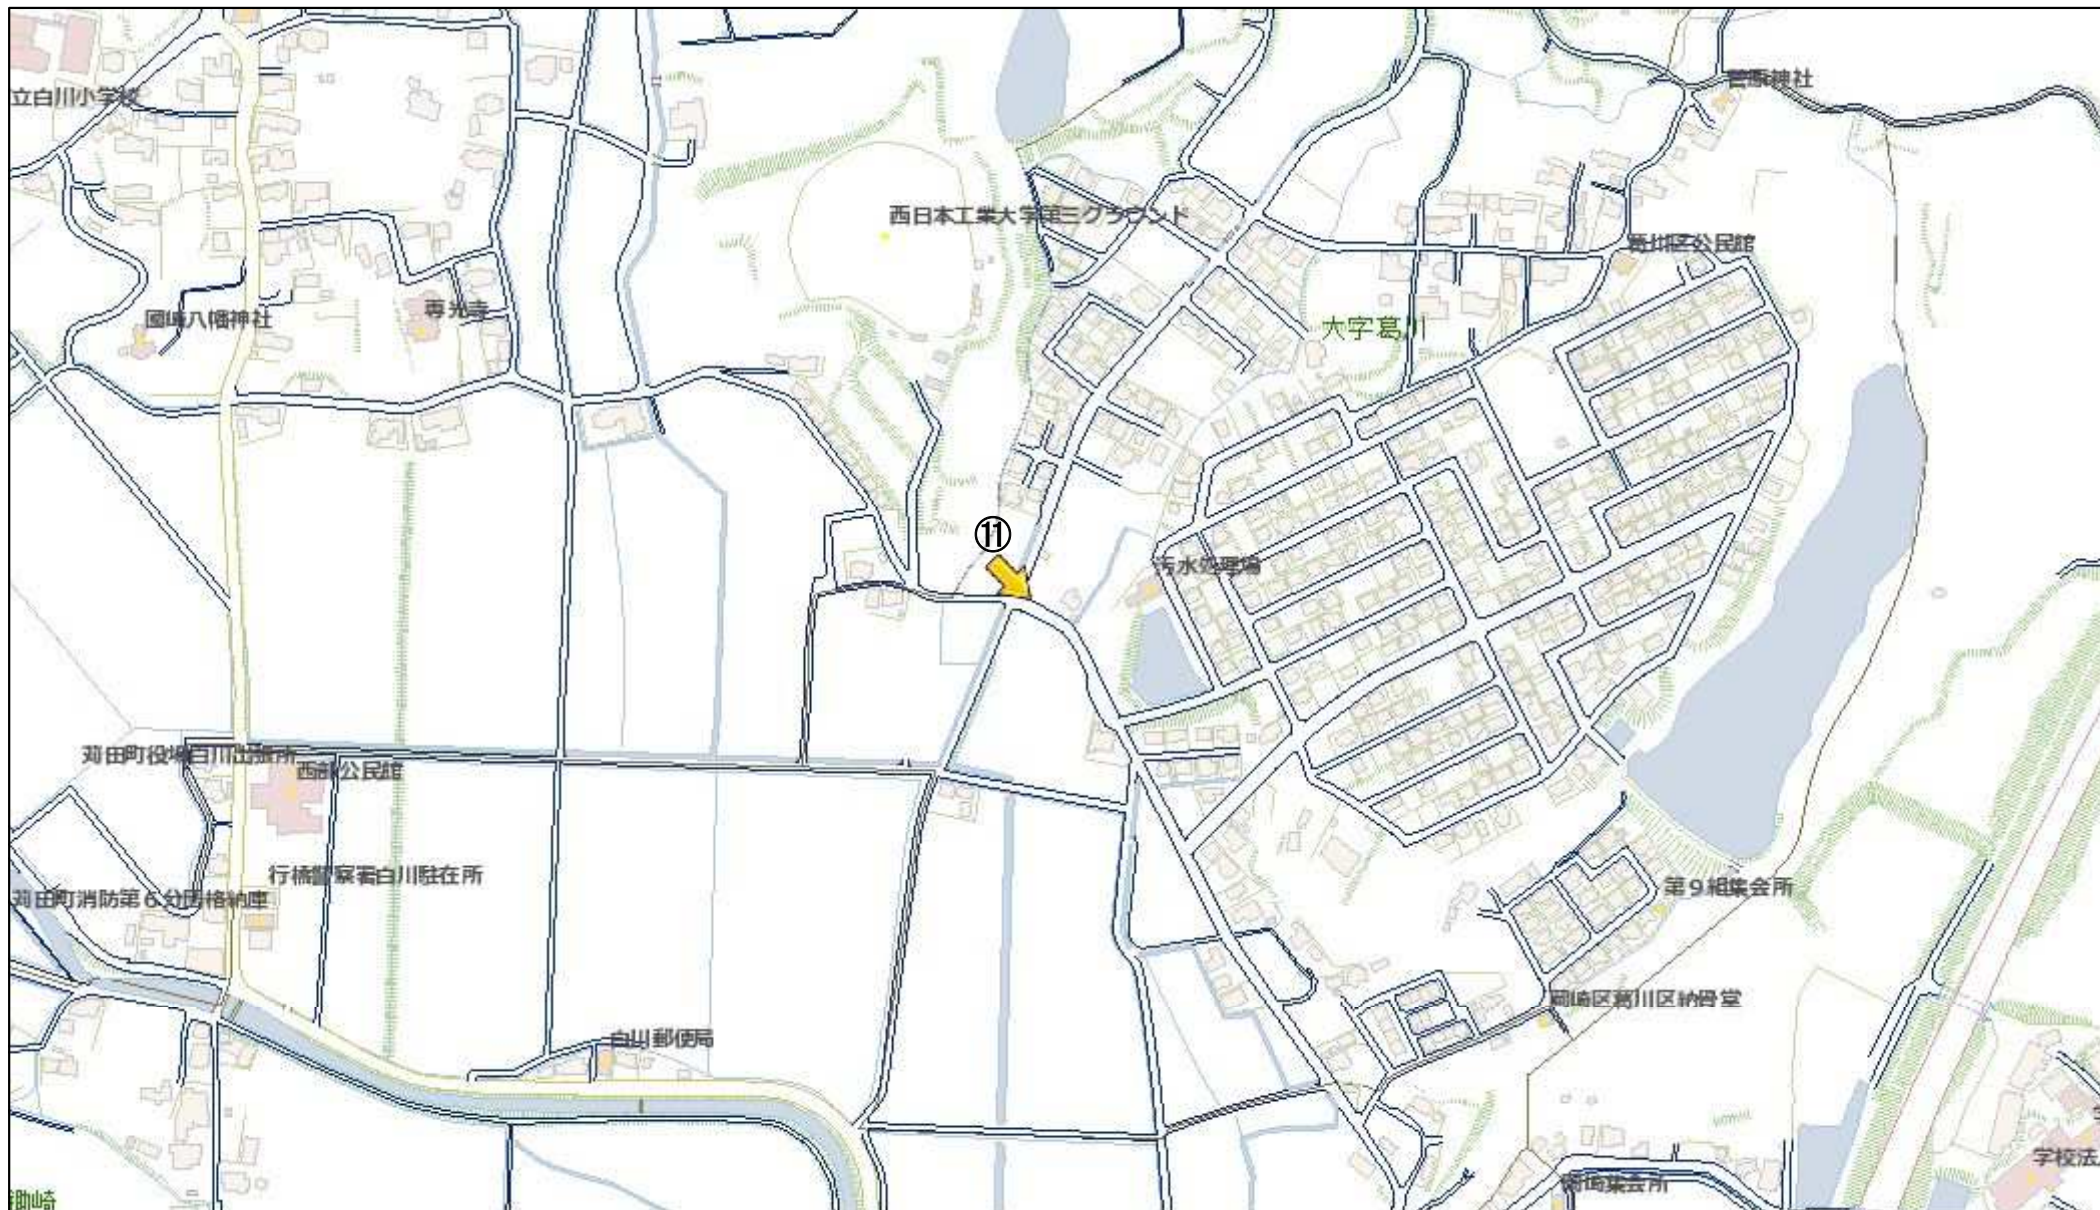 菅原神社
立白川小学校
西日本工業大学第三グラウンド
葛川区公民館
専光寺
國崎八幡神社
大字葛川
⑪
汚水処理場
苅田町役場白川出張所
西部公民館
行橋警察署白川駐在所
第9組集会所
苅田町消防第6分団格納庫
岡崎区葛川区納骨堂
白川郵便局
学校法人
岡崎集会所